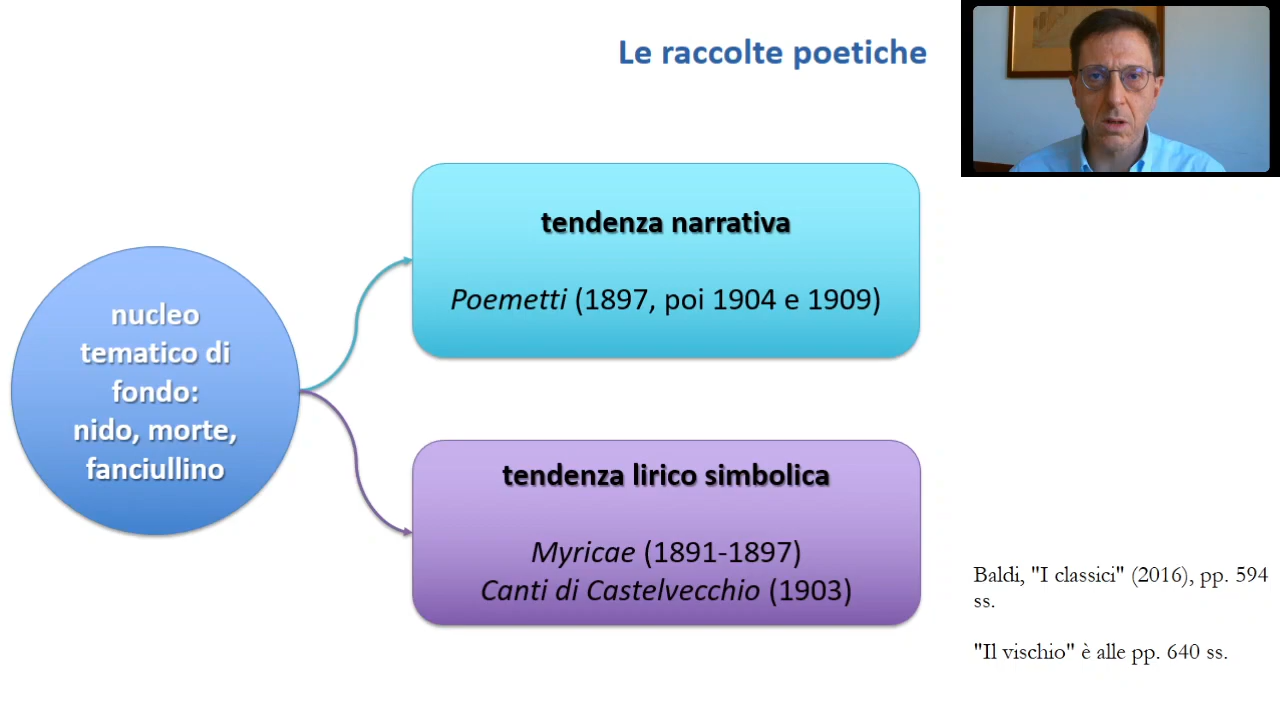 Le raccolte poetiche
tendenza narrativa
Poemetti (1897, poi 1904 e 1909)
nucleo
tematico di
fondo:
nido, morte,
fanciullino
tendenza lirico simbolica
Myricae (1891-1897)
Canti di Castelvecchio (1903)
Baldi, "I classici" (2016), pp. 594
ss.
"Il vischio" è alle pp. 640 ss.